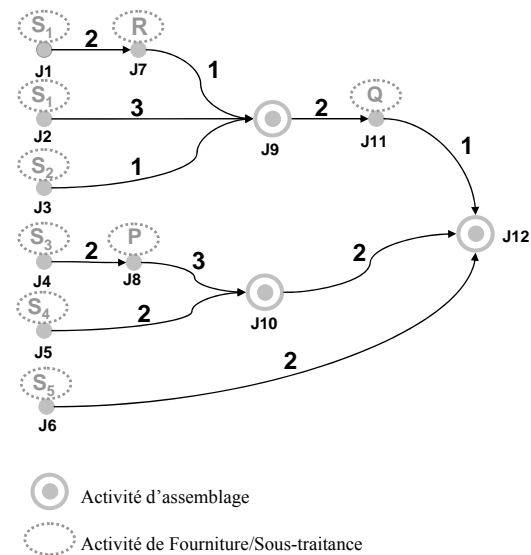 S1
2
R
J1
J7
1
S1
3
J2
2
Q
J9
J11
S2
1
J3
1
S3
2
P
3
2
J12
J4
J8
S4
2
J10
J5
2
S5
J6
Activité d'assemblage
Activité de Fourniture/Sous-traitance